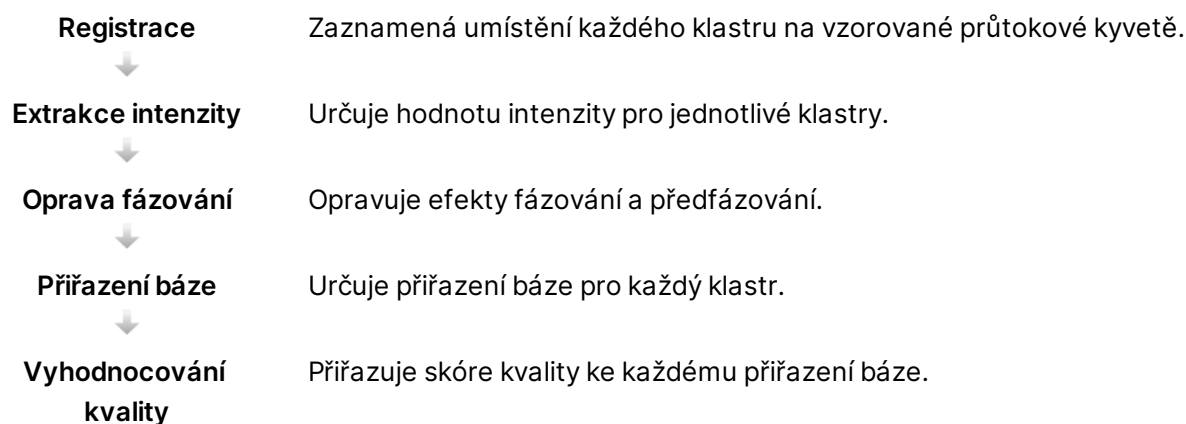 Registrace Zaznamená umístění každého klastru na vzorované průtokové kyvetě.
Extrakce intenzity Určuje hodnotu intenzity pro jednotlivé klastry.
Oprava fázování Opravuje efekty fázování a předfázování.
Přiřazení báze Určuje přiřazení báze pro každý klastr.
Vyhodnocování Přiřazuje skóre kvality ke každému přiřazení báze.
kvality